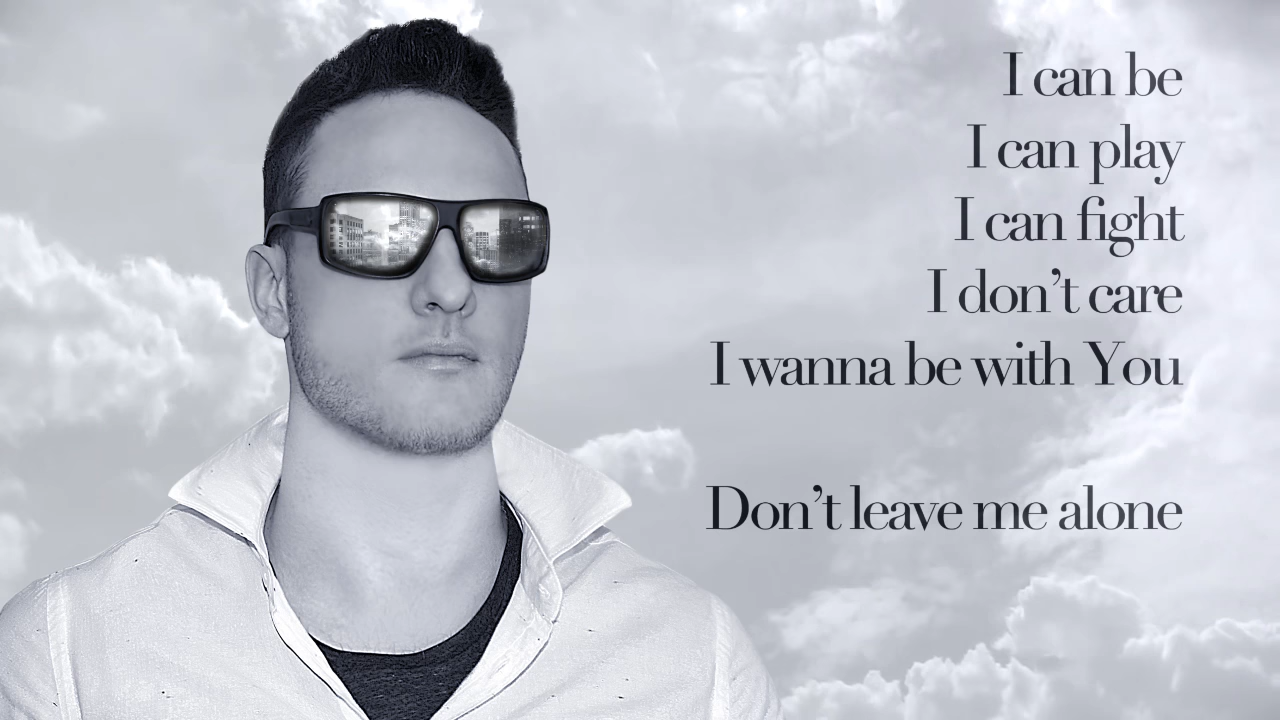 I can be
I can play
I can fight
I don’t care
I wanna be with You
Don’t leave me alone